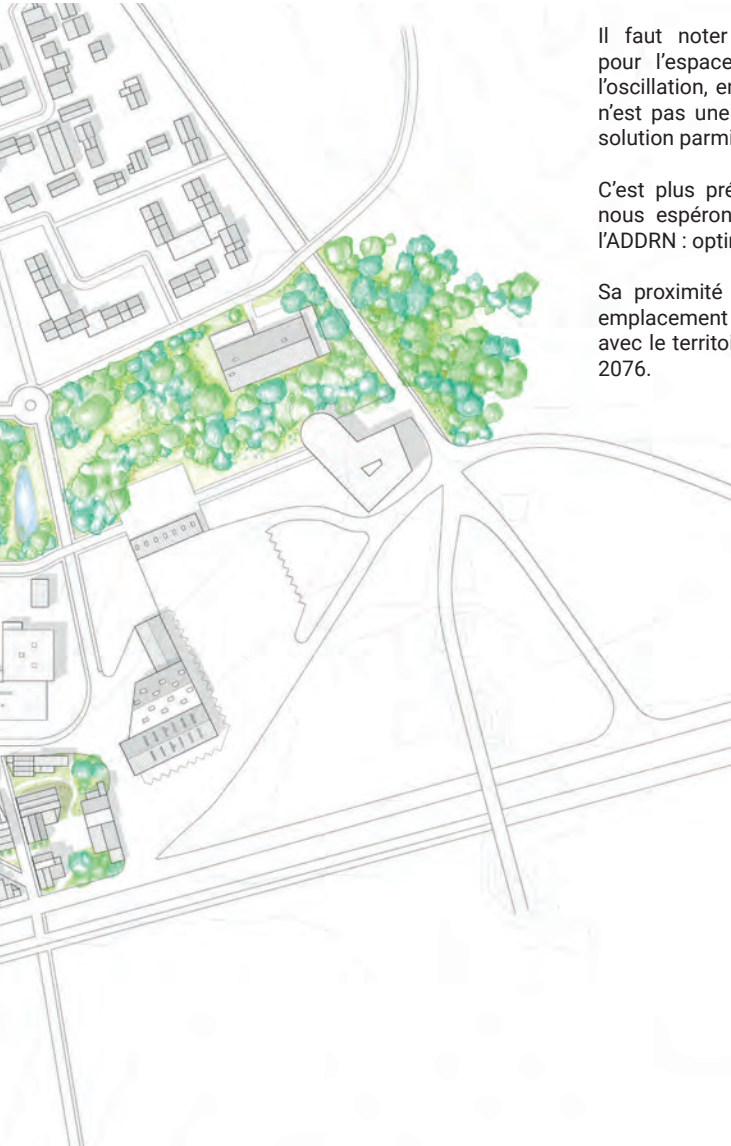 Il faut noter
pour l'espace
l'oscillation, en
n'est pas une
solution parmi
C'est plus pré
nous espéron
l'ADDRN : optin
Sa proximité
emplacement
avec le territoi
2076.